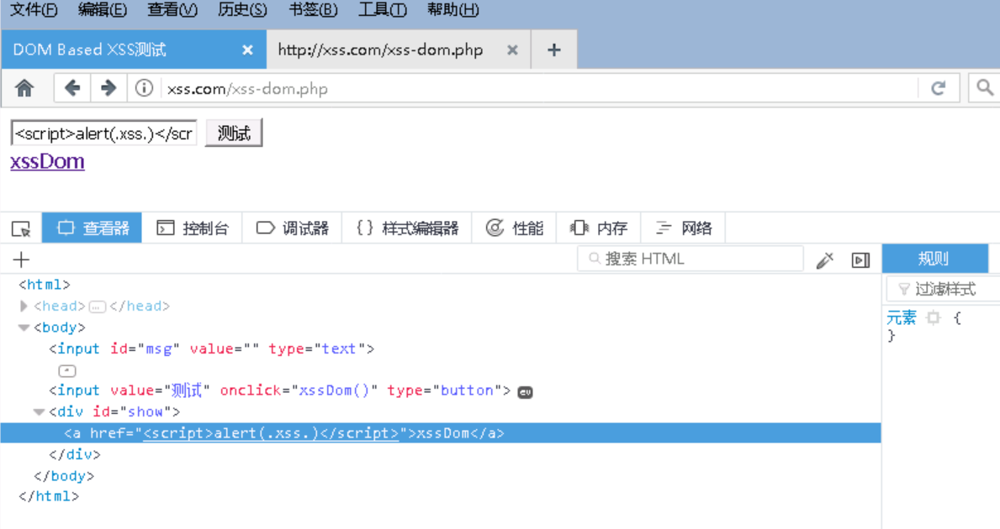 文件(F) 编辑(E) 查看(V) 历史(S) 书签(B) 工具(T) 帮助(H)
DOM Based XSS测试 × http://xss.com/xss-dom.php × +
xss.com/xss-dom.php
<script>alert(.xss.)</scr 测试
xssDom
查看器 控制台 调试器 {} 样式编辑器 性能 内存 网络
+ 搜索 HTML 规则
<html> 过滤样式
<head>…</head>
<body> 元素 {
<input id="msg" value="" type="text"> }
<input value="测试" onclick="xssDom()" type="button"> ev
<div id="show">
<a href="<script>alert(.xss.)</script>">xssDom</a>
</div>
</body>
</html>